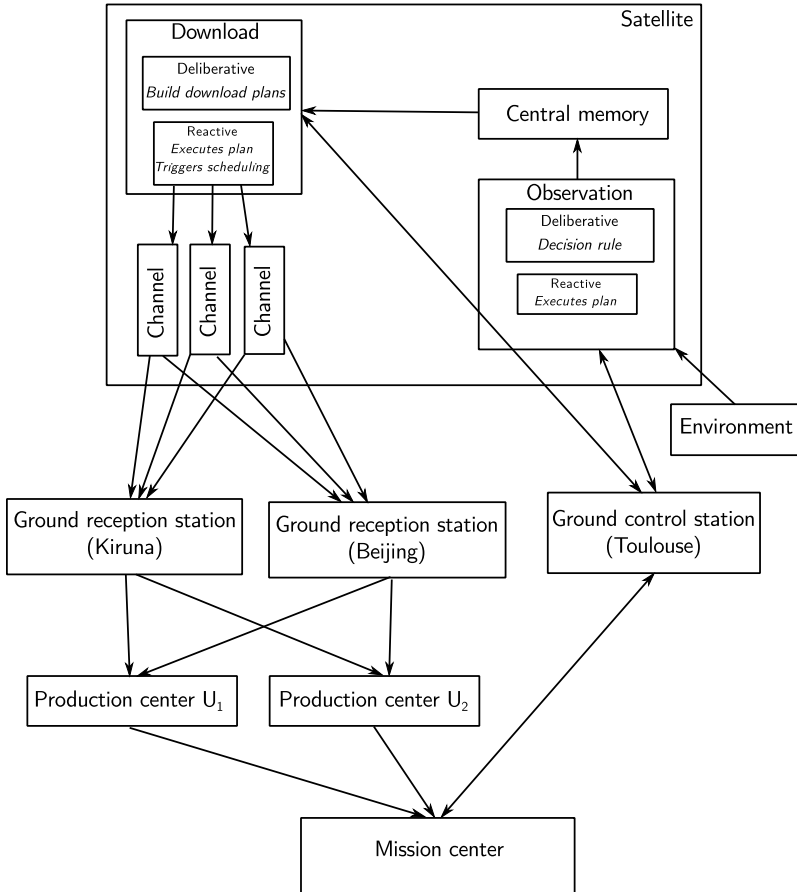 Satellite
Download
Deliberative
Build download plans
Reactive
Executes plan
Triggers scheduling
Central memory
Observation
Deliberative
Decision rule
Reactive
Executes plan
Channel
Channel
Channel
Environment
Ground reception station
(Kiruna)
Ground reception station
(Beijing)
Ground control station
(Toulouse)
Production center U₁
Production center U₂
Mission center